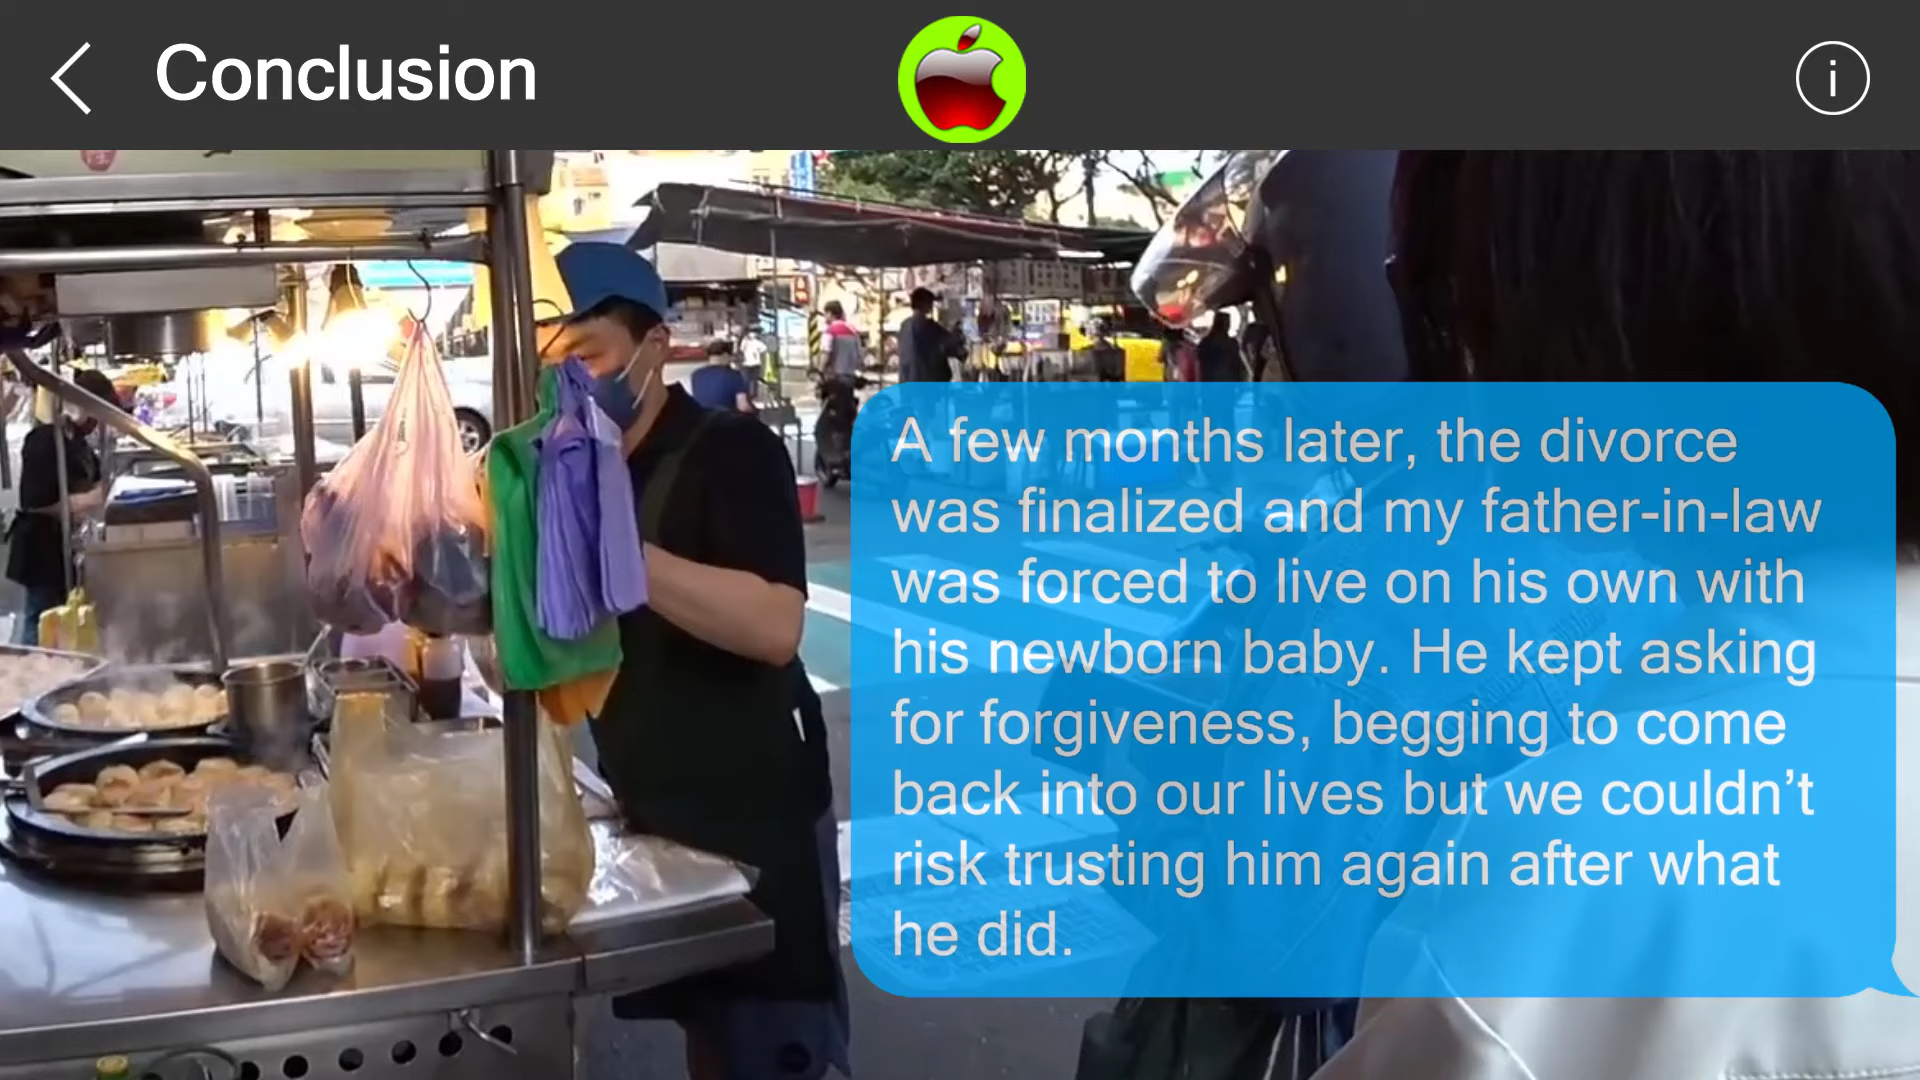 Conclusion
i
A few months later, the divorce
was finalized and my father-in-law
was forced to live on his own with
his newborn baby. He kept asking
for forgiveness, begging to come
back into our lives but we couldn’t
risk trusting him again after what
he did.